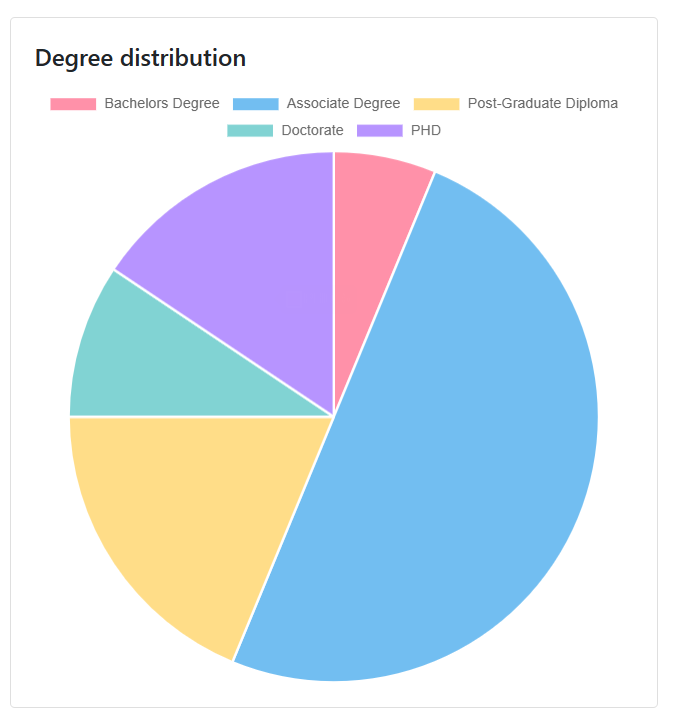 Degree distribution
Bachelors Degree Associate Degree Post-Graduate Diploma
Doctorate PHD